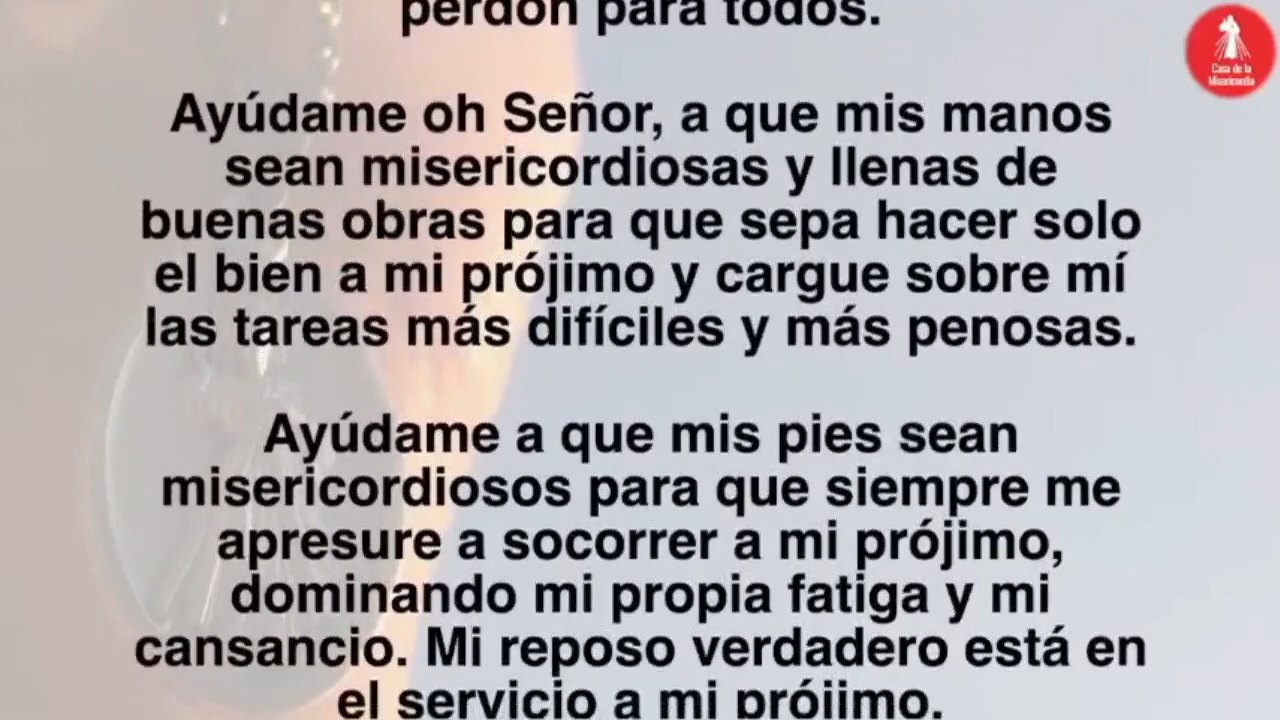 perdón para todos.
Casa de la
Misericordia
Ayúdame oh Señor, a que mis manos
sean misericordiosas y llenas de
buenas obras para que sepa hacer solo
el bien a mi prójimo y cargue sobre mí
las tareas más difíciles y más penosas.
Ayúdame a que mis pies sean
misericordiosos para que siempre me
apresure a socorrer a mi prójimo,
dominando mi propia fatiga y mi
cansancio. Mi reposo verdadero está en
el servicio a mi prójimo.